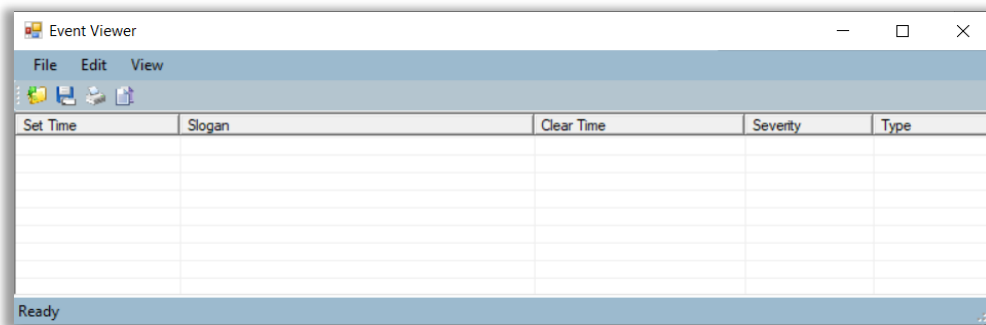 Event Viewer
File Edit View
Set Time Slogan Clear Time Severity Type
Ready